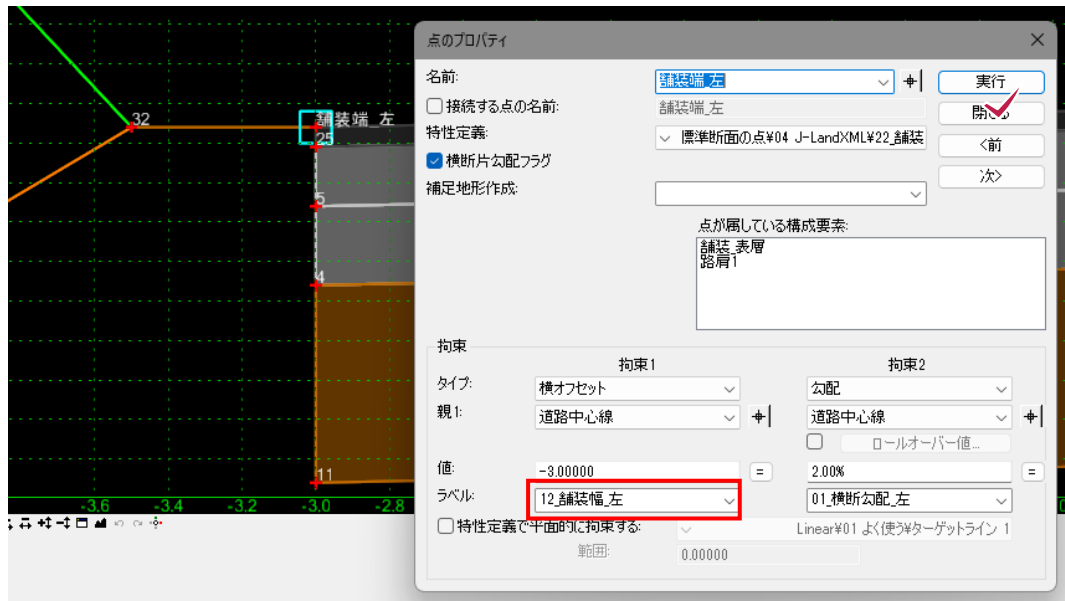 点のプロパティ
名前:
舗装端_左
実行
接続する点の名前:
舗装端_左
特性定義:
標準断面の点¥04 J-LandXML¥22_舗装
<前
横断片勾配フラグ
次>
補足地形作成:
点が属している構成要素:
舗装_表層
路肩1
拘束
拘束1
拘束2
タイプ:
横オフセット
勾配
親1:
道路中心線
道路中心線
ロールオーバー値...
値:
-3.00000
=
2.00%
=
ラベル:
12_舗装幅_左
01_横断勾配_左
特性定義で平面的に拘束する:
Linear¥01 よく使う¥ターゲットライン 1
範囲:
0.00000
32
舗装端_左
25
5
4
11
-3.6
-3.4
-3.2
-3.0
-2.8